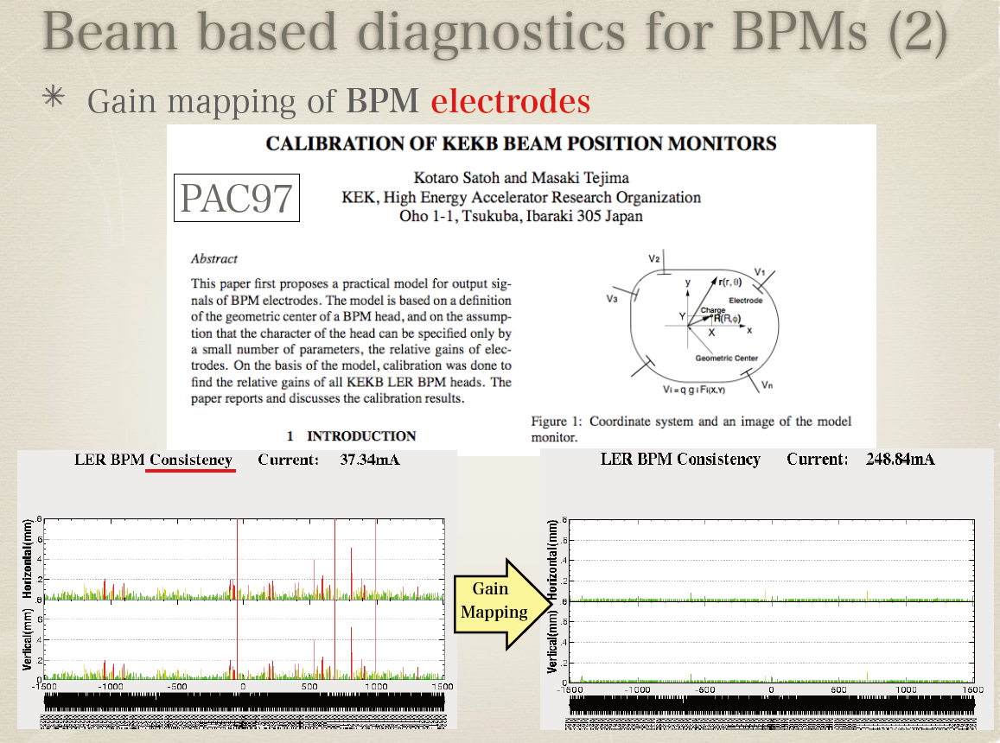 Beam based diagnostics for BPMs (2)
Gain mapping of BPM electrodes
CALIBRATION OF KEKB BEAM POSITION MONITORS
PAC97
Kotaro Satoh and Masaki Tejima
KEK, High Energy Accelerator Research Organization
Oho 1-1, Tsukuba, Ibaraki 305 Japan
Abstract
This paper first proposes a practical model for output sig-
nals of BPM electrodes. The model is based on a definition
of the geometric center of a BPM head, and on the assump-
tion that the character of the head can be specified only by
a small number of parameters, the relative gains of elec-
trodes. On the basis of the model, calibration was done to
find the relative gains of all KEKB LER BPM heads. The
paper reports and discusses the calibration results.
1 INTRODUCTION
V2
V1
y
r(r, θ)
V3
Electrode
Charge
Y
R(R,φ)
X
x
Geometric Center
Vn
Vi = q g i Fi(X,Y)
Figure 1: Coordinate system and an image of the model
monitor.
LER BPM Consistency Current: 37.34mA
Horizontal(mm)
.8
.6
.4
.2
0
Vertical(mm)
.6
.4
.2
0
-1500 -1000 -500 0 500 1000 1500
Gain
Mapping
LER BPM Consistency Current: 248.84mA
Horizontal(mm)
.8
.6
.4
.2
Vertical(mm)
.6
.4
.2
0
-1500 -1000 -500 0 500 1000 1500